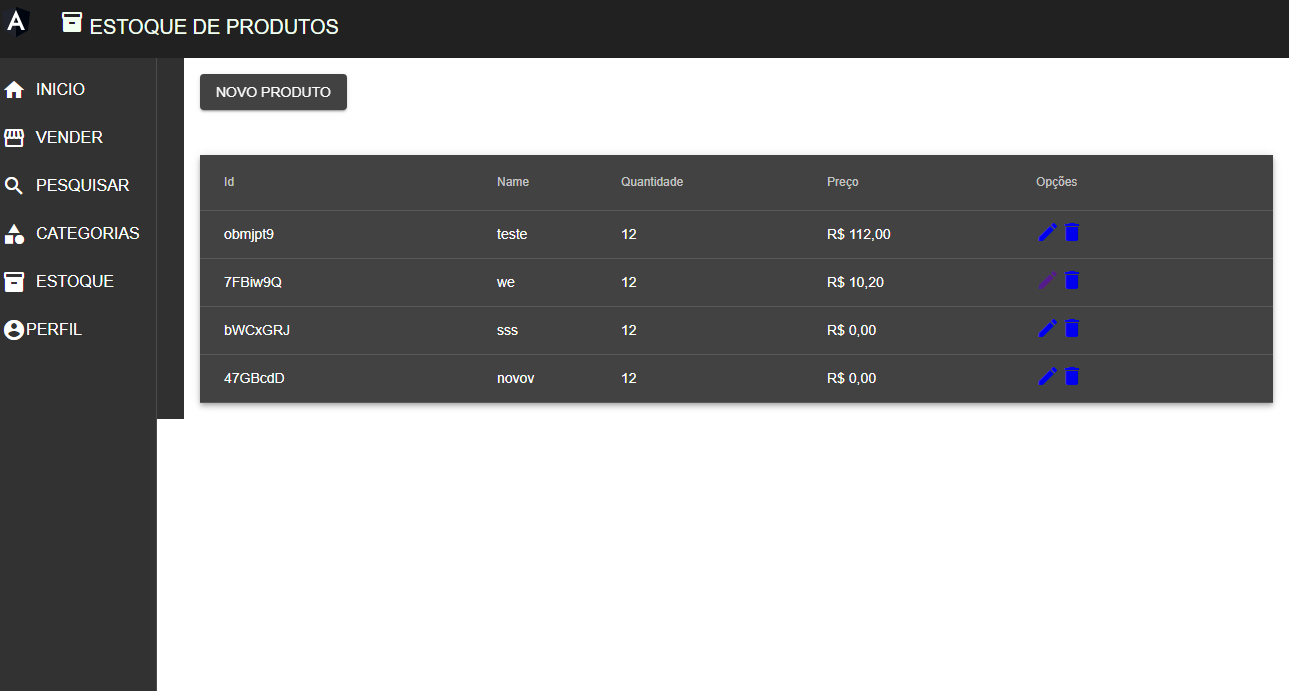 A
ESTOQUE DE PRODUTOS
INICIO
VENDER
PESQUISAR
CATEGORIAS
ESTOQUE
PERFIL
NOVO PRODUTO
Id Name Quantidade Preço Opções
obmjpt9 teste 12 R$ 112,00
7FBiw9Q we 12 R$ 10,20
bWCxGRJ sss 12 R$ 0,00
47GBcdD novov 12 R$ 0,00